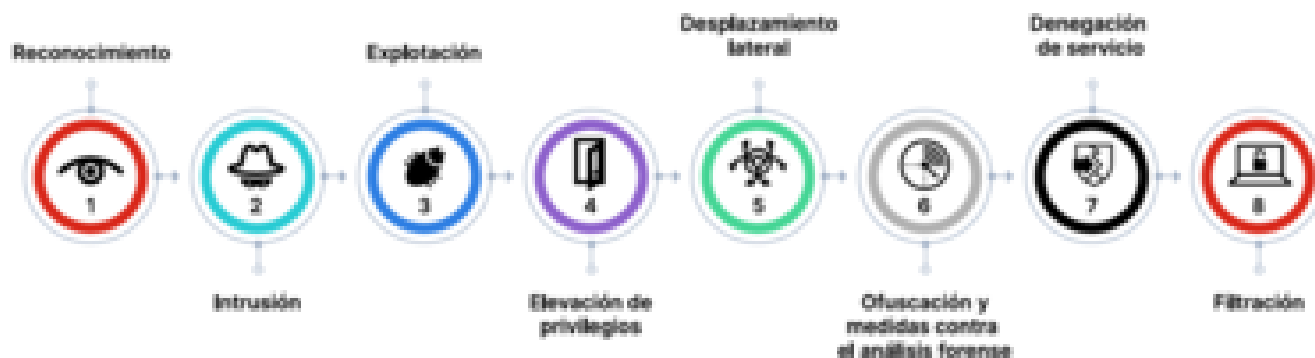 Reconocimiento
1
2
Intrusión
Explotación
3
4
Elevación de
privilegios
Desplazamiento
lateral
5
6
Ofuscación y
medidas contra
el análisis forense
Denegación
de servicio
7
8
Filtración